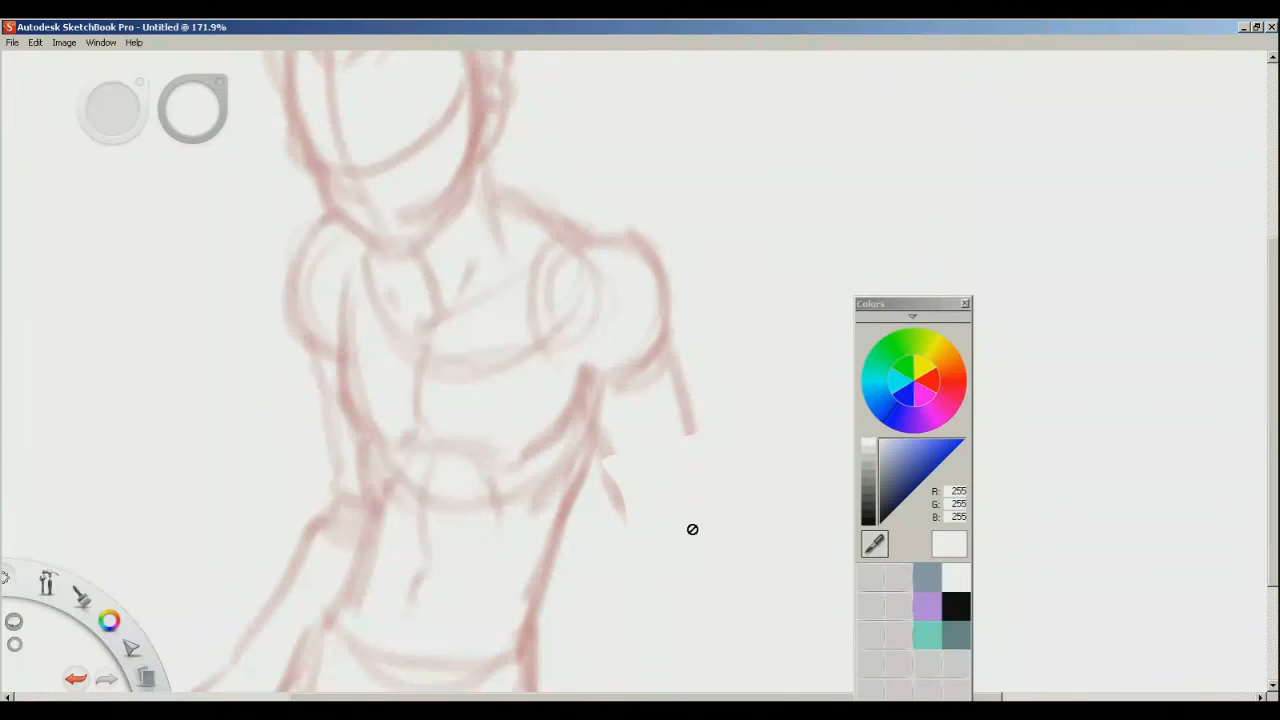 Autodesk SketchBook Pro - Untitled @ 171.9%
File Edit Image Window Help
Colors
R: 255
G: 255
B: 255